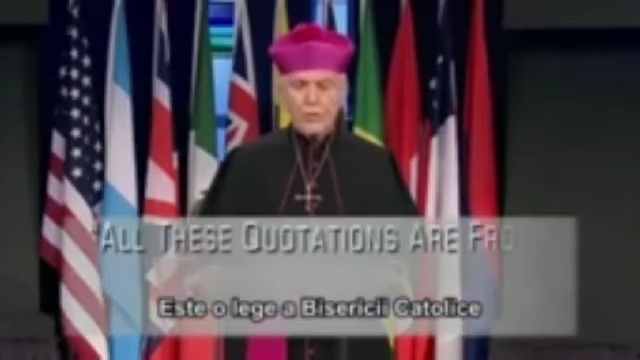 "ALL THESE QUOTATIONS ARE FRO
Este o lege a Bisericii Catolice